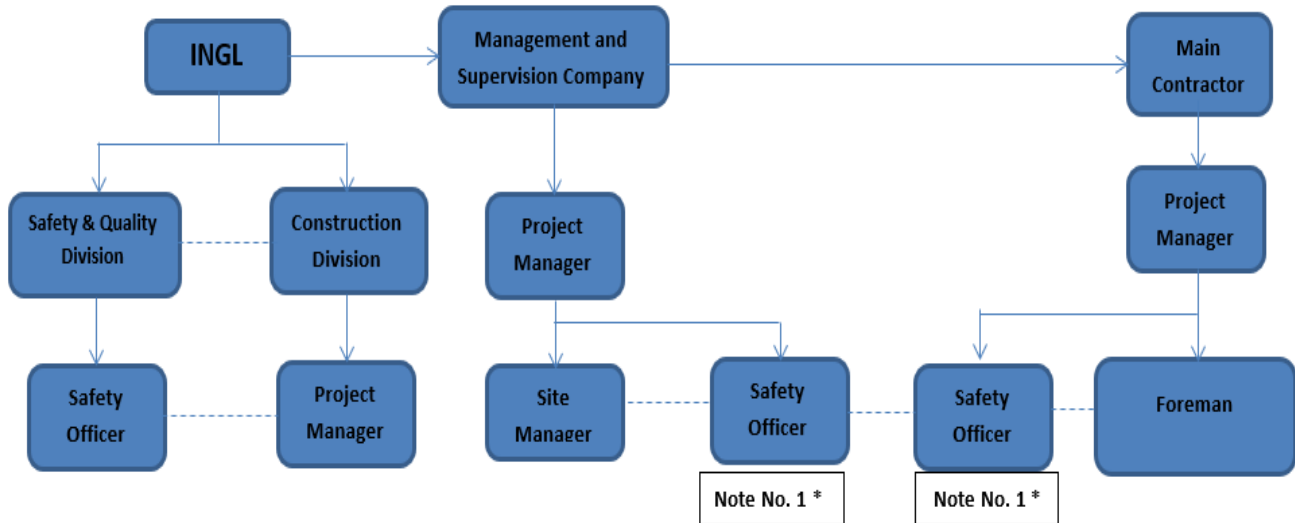 INGL
Management and
Supervision Company
Main
Contractor
Safety & Quality
Division
Construction
Division
Project
Manager
Project
Manager
Safety
Officer
Project
Manager
Site
Manager
Safety
Officer
Safety
Officer
Foreman
Note No. 1 *
Note No. 1 *